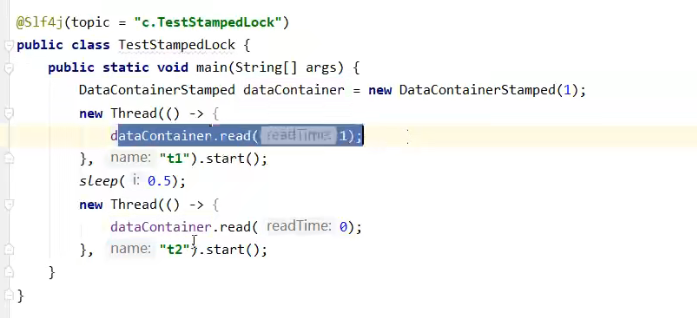 @Slf4j(topic = "c.TestStampedLock")
public class TestStampedLock {
public static void main(String[] args) {
DataContainerStamped dataContainer = new DataContainerStamped(1);
new Thread(() -> {
dataContainer.read( readTime: 1);
}, name: "t1").start();
sleep( i: 0.5);
new Thread(() -> {
dataContainer.read( readTime: 0);
}, name: "t2").start();
}
}